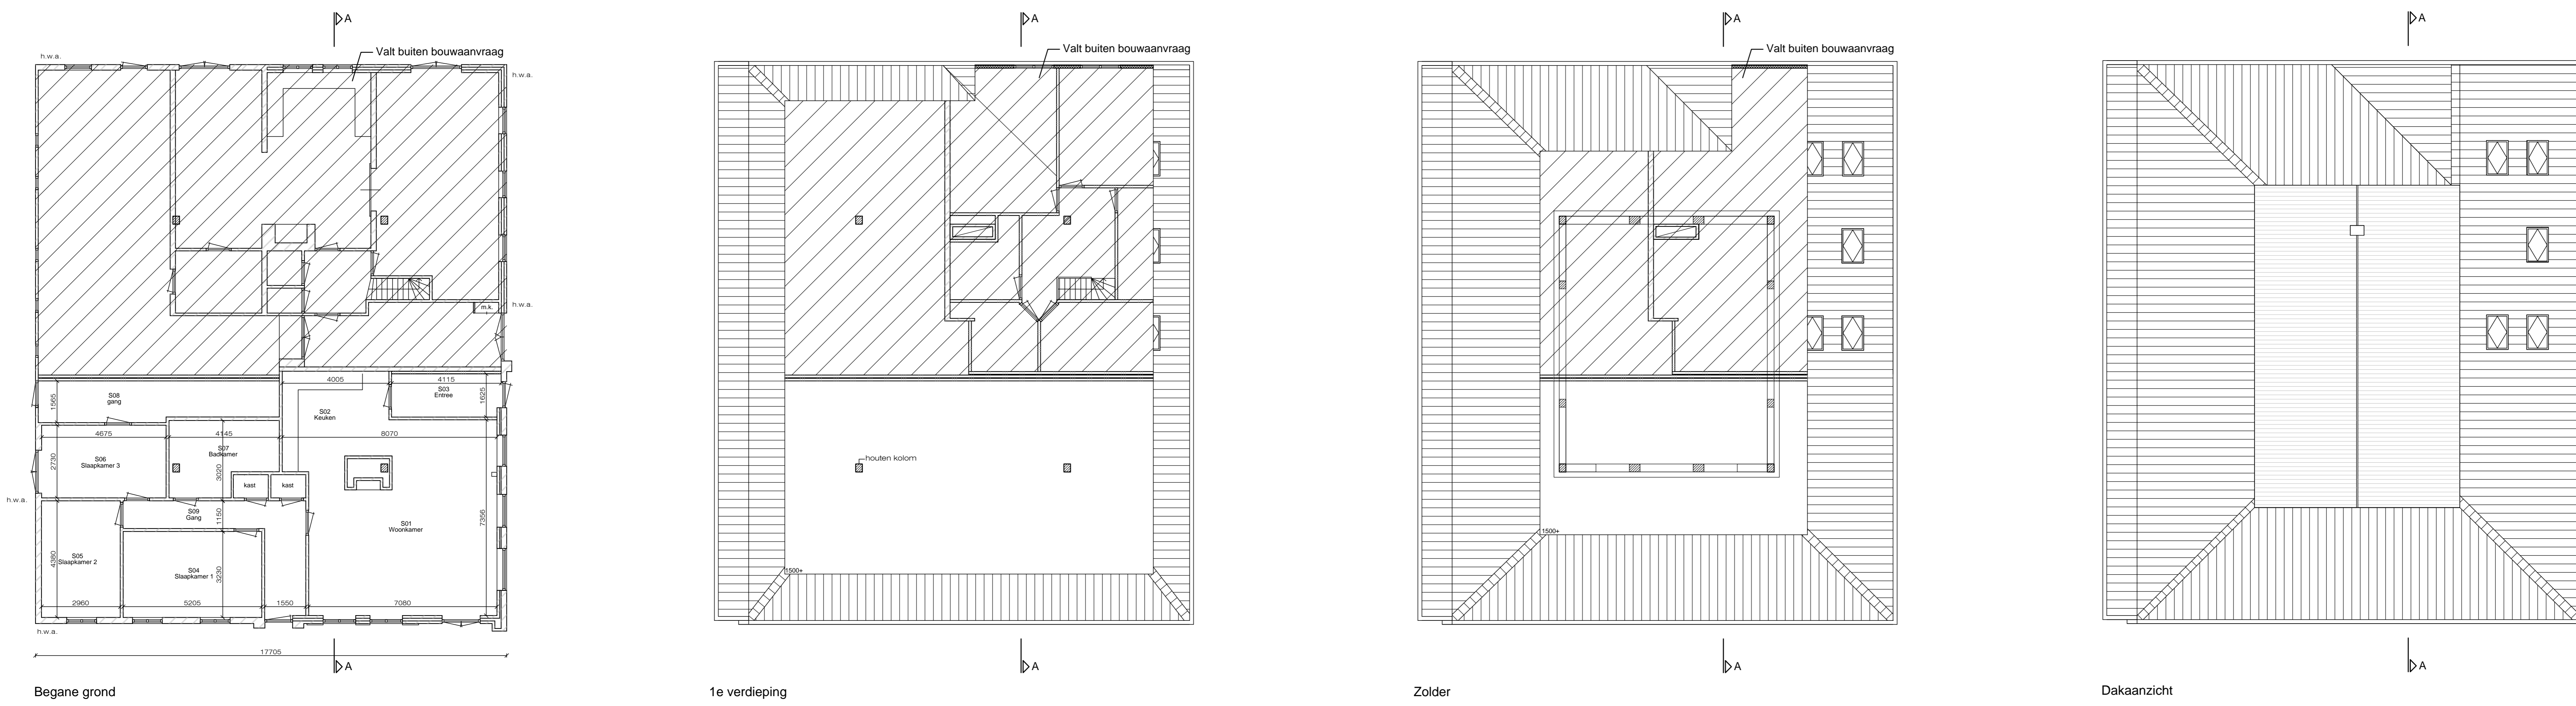 A
A
A
A
Valt buiten bouwaanvraag
Valt buiten bouwaanvraag
Valt buiten bouwaanvraag
h.w.a.
h.w.a.
h.w.a.
m.k.
4005
4115
S03
Entree
1625
1565
S08
gang
S02
Keuken
4675
4145
8070
S07
Badkamer
2730
S06
Slaapkamer 3
3020
kast
kast
houten kolom
h.w.a.
S09
Gang
1150
S01
Woonkamer
7356
1500+
4380
S05
Slaapkamer 2
S04
Slaapkamer 1
3230
1500+
2960
5205
1550
7080
h.w.a.
17705
A
A
A
A
Begane grond
1e verdieping
Zolder
Dakaanzicht